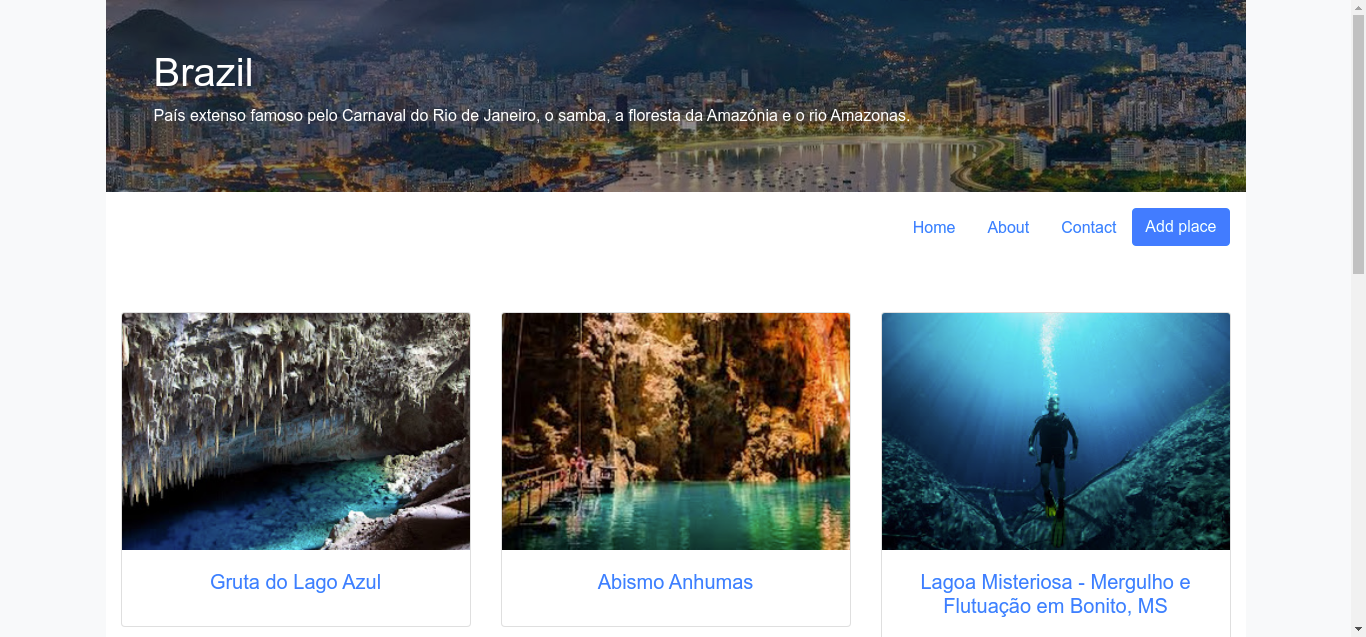 Brazil
País extenso famoso pelo Carnaval do Rio de Janeiro, o samba, a floresta da Amazónia e o rio Amazonas.
Home
About
Contact
Add place
Gruta do Lago Azul
Abismo Anhumas
Lagoa Misteriosa - Mergulho e
Flutuação em Bonito, MS